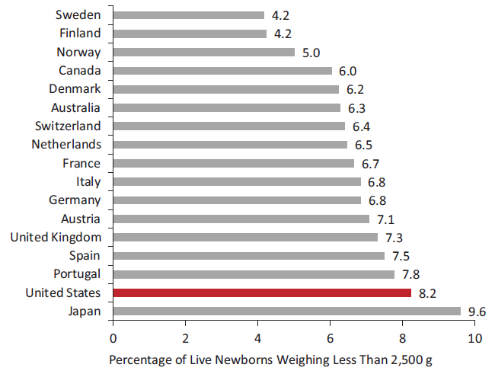 Sweden 4.2
Finland 4.2
Norway 5.0
Canada 6.0
Denmark 6.2
Australia 6.3
Switzerland 6.4
Netherlands 6.5
France 6.7
Italy 6.8
Germany 6.8
Austria 7.1
United Kingdom 7.3
Spain 7.5
Portugal 7.8
United States 8.2
Japan 9.6
0 2 4 6 8 10
Percentage of Live Newborns Weighing Less Than 2,500 g